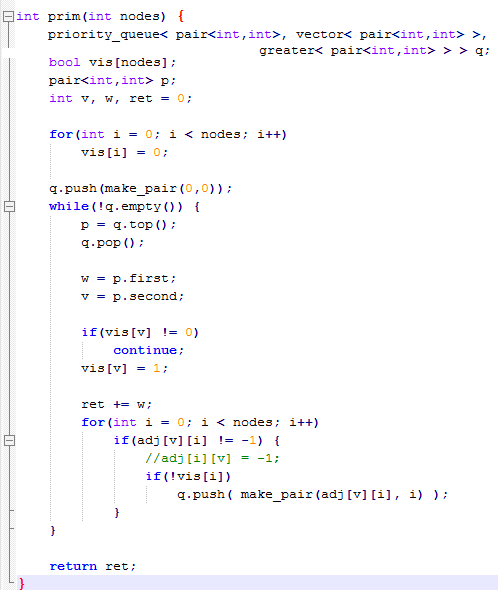 int prim(int nodes) {
    priority_queue< pair<int,int>, vector< pair<int,int> >,
                              greater< pair<int,int> > > q;
    bool vis[nodes];
    pair<int,int> p;
    int v, w, ret = 0;

    for(int i = 0; i < nodes; i++)
        vis[i] = 0;

    q.push(make_pair(0,0));
    while(!q.empty()) {
        p = q.top();
        q.pop();

        w = p.first;
        v = p.second;

        if(vis[v] != 0)
            continue;
        vis[v] = 1;

        ret += w;
        for(int i = 0; i < nodes; i++)
            if(adj[v][i] != -1) {
                //adj[i][v] = -1;
                if(!vis[i])
                    q.push( make_pair(adj[v][i], i) );
            }
    }

    return ret;
}